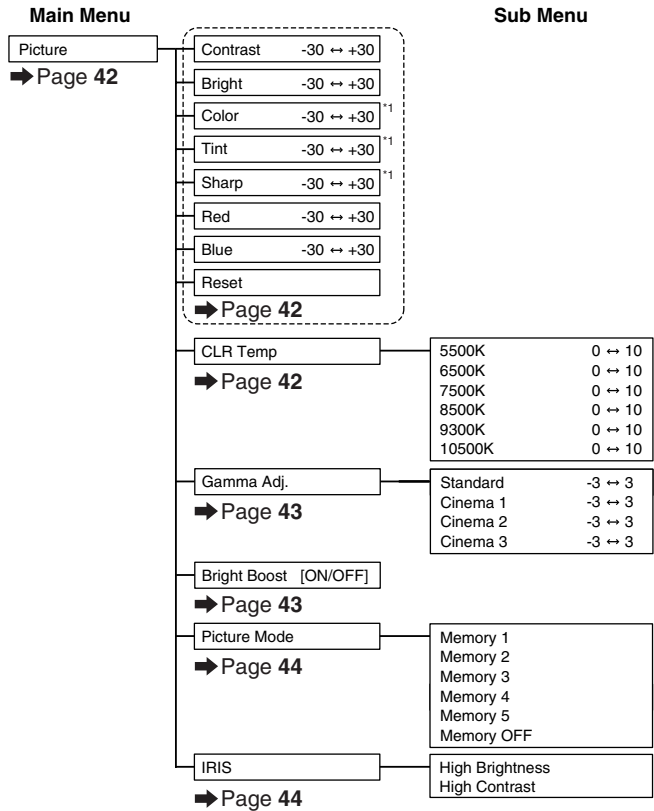 Main Menu Sub Menu
Picture
➡Page 42
Contrast -30 ↔ +30
Bright -30 ↔ +30
Color -30 ↔ +30 *1
Tint -30 ↔ +30 *1
Sharp -30 ↔ +30 *1
Red -30 ↔ +30
Blue -30 ↔ +30
Reset
➡Page 42
CLR Temp
➡Page 42
5500K 0 ↔ 10
6500K 0 ↔ 10
7500K 0 ↔ 10
8500K 0 ↔ 10
9300K 0 ↔ 10
10500K 0 ↔ 10
Gamma Adj.
➡Page 43
Standard -3 ↔ 3
Cinema 1 -3 ↔ 3
Cinema 2 -3 ↔ 3
Cinema 3 -3 ↔ 3
Bright Boost [ON/OFF]
➡Page 43
Picture Mode
➡Page 44
Memory 1
Memory 2
Memory 3
Memory 4
Memory 5
Memory OFF
IRIS
➡Page 44
High Brightness
High Contrast